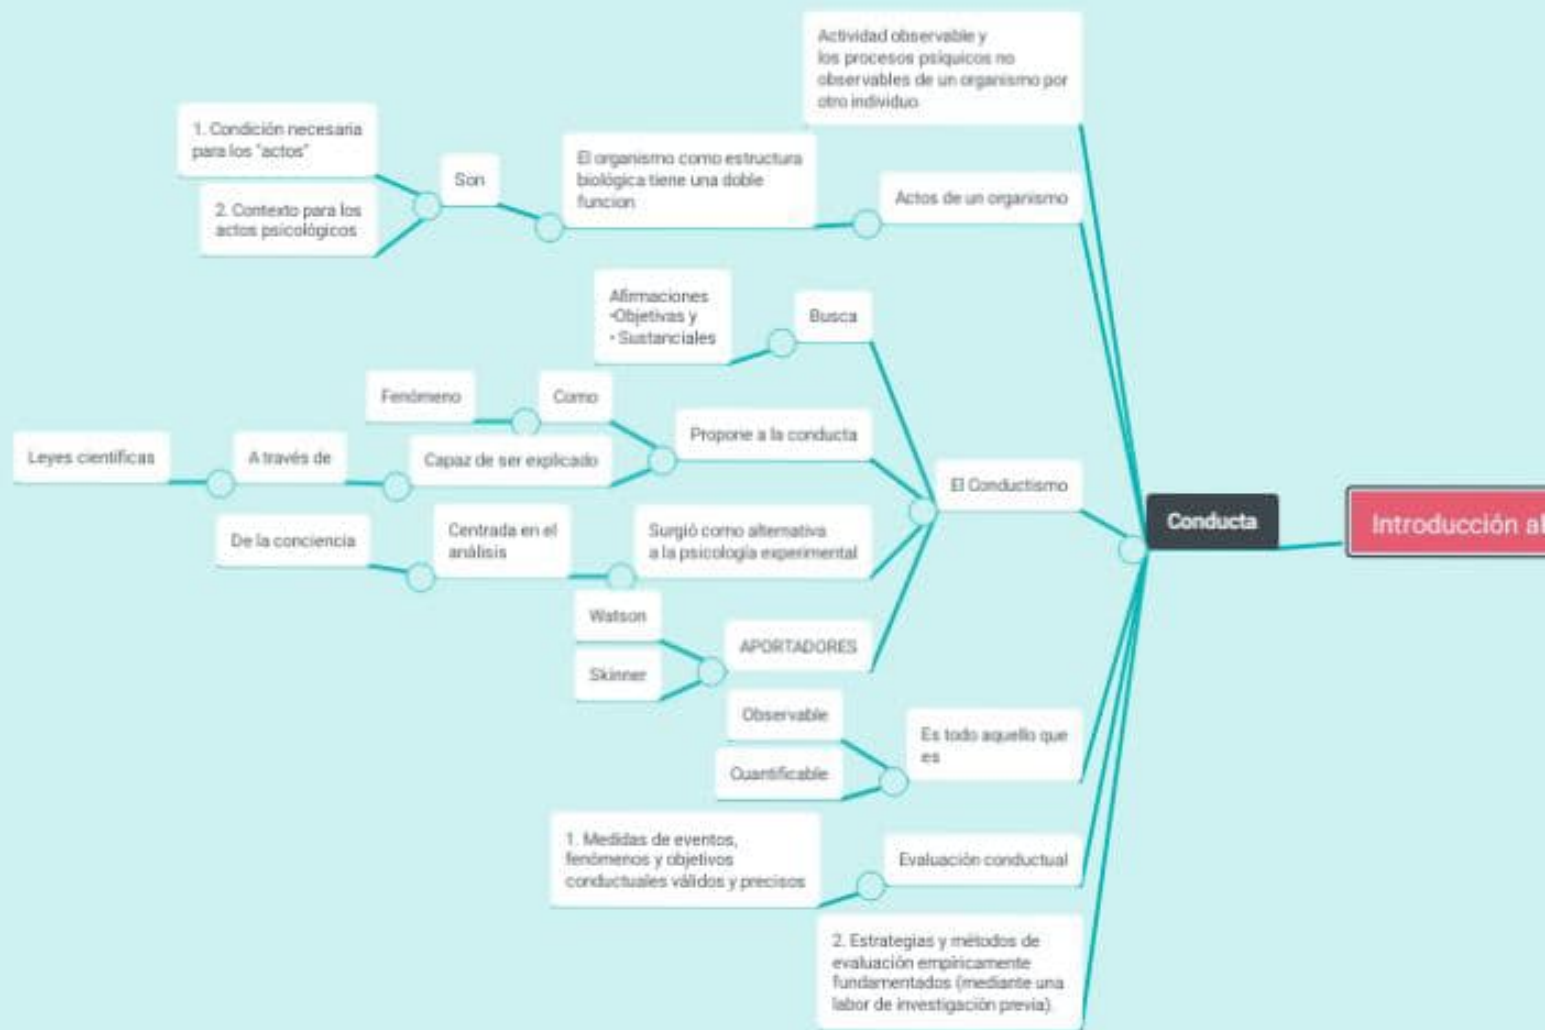 Actividad observable y
los procesos psíquicos no
observables de un organismo por
otro individuo
1. Condición necesaria
para los "actos"
2. Contexto para los
actos psicológicos
Son
El organismo como estructura
biológica tiene una doble
funcion
Actos de un organismo
Afirmaciones
•Objetivas y
• Sustanciales
Busca
Fenómeno
Como
Propone a la conducta
Leyes científicas
A través de
Capaz de ser explicado
El Conductismo
De la conciencia
Centrada en el
análisis
Surgió como alternativa
a la psicología experimental
Conducta
Introducción al
Watson
Skinner
APORTADORES
Observable
Cuantificable
Es todo aquello que
es
1. Medidas de eventos,
fenómenos y objetivos
conductuales válidos y precisos
Evaluación conductual
2. Estrategias y métodos de
evaluación empíricamente
fundamentados (mediante una
labor de investigación previa).